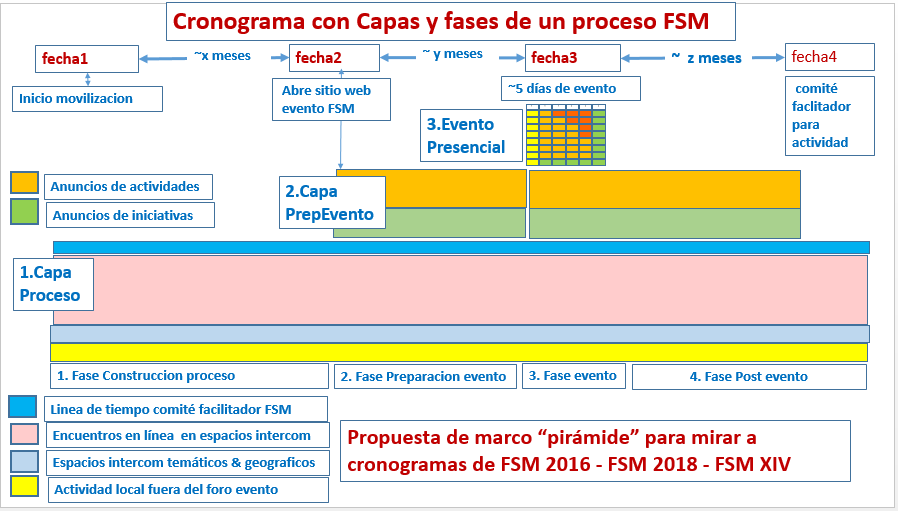 Cronograma con Capas y fases de un proceso FSM
fecha1
~x meses
fecha2
~ y meses
fecha3
~ z meses
fecha4
Inicio movilizacion
Abre sitio web
evento FSM
~5 días de evento
comité
faclitador
para
actividad
3.Evento
Presencial
Anuncios de actividades
Anuncios de iniciativas
2.Capa
PrepEvento
1.Capa
Proceso
1. Fase Construccion proceso
2. Fase Preparacion evento
3. Fase evento
4. Fase Post evento
Linea de tiempo comité facilitador FSM
Encuentros en línea en espacios intercom
Espacios intercom temáticos & geograficos
Actividad local fuera del foro evento
Propuesta de marco “pirámide” para mirar a
cronogramas de FSM 2016 - FSM 2018 - FSM XIV